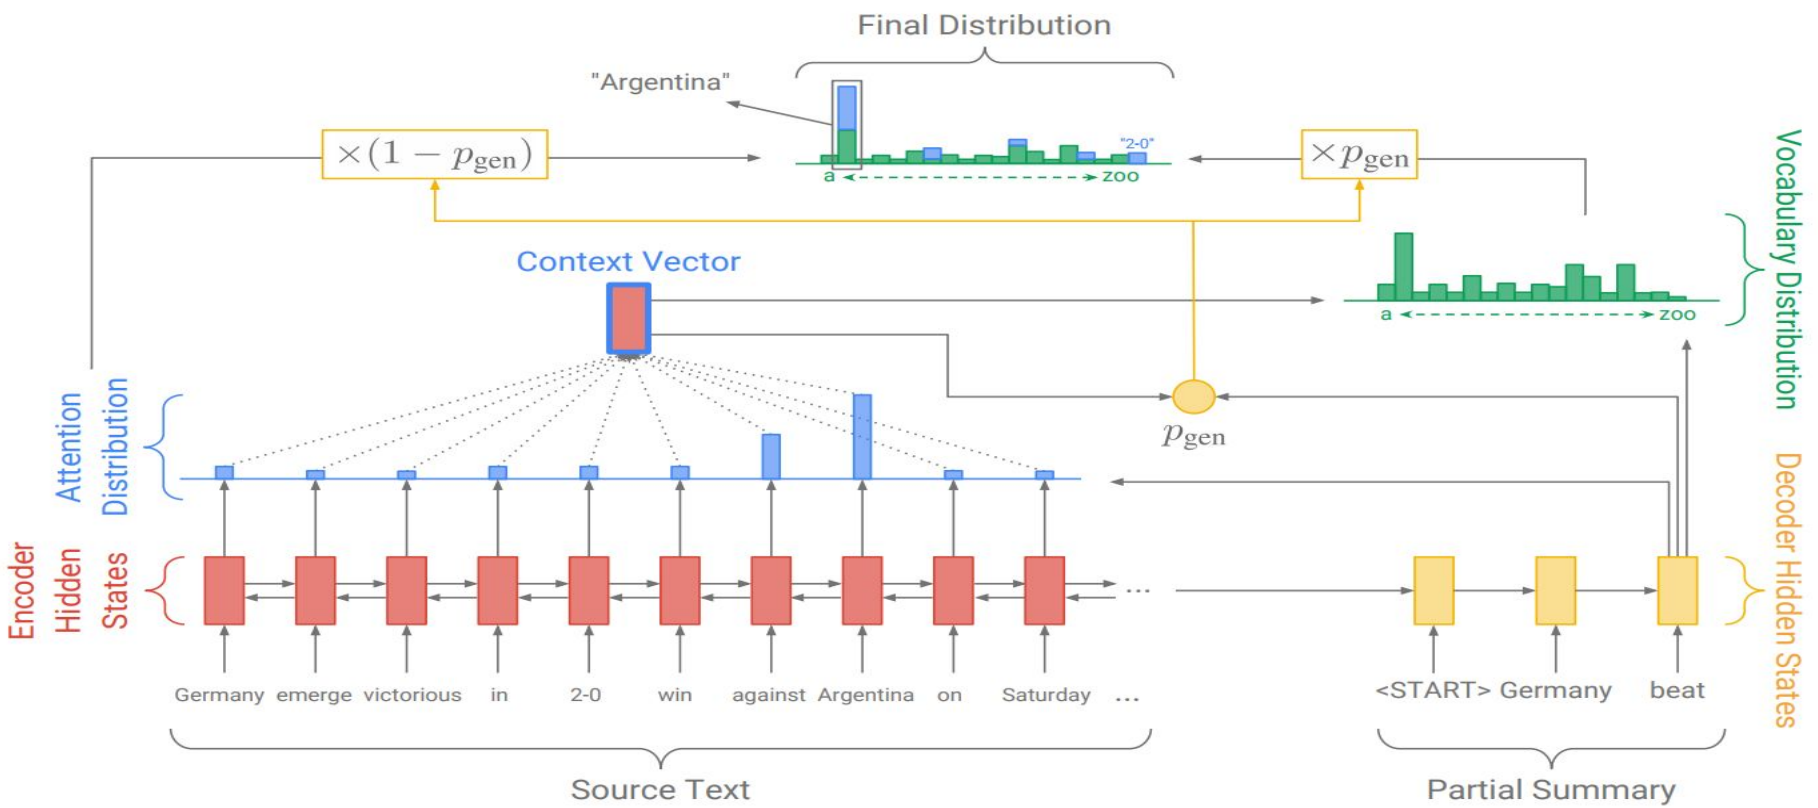 Final Distribution
"Argentina"
×(1 − pgen)
"2-0"
×pgen
a
zoo
Context Vector
Vocabulary Distribution
a
zoo
Attention
Distribution
pgen
Encoder
Hidden
States
...
Decoder Hidden States
Germany emerge victorious in 2-0 win against Argentina on Saturday ...
<START> Germany beat
Source Text
Partial Summary